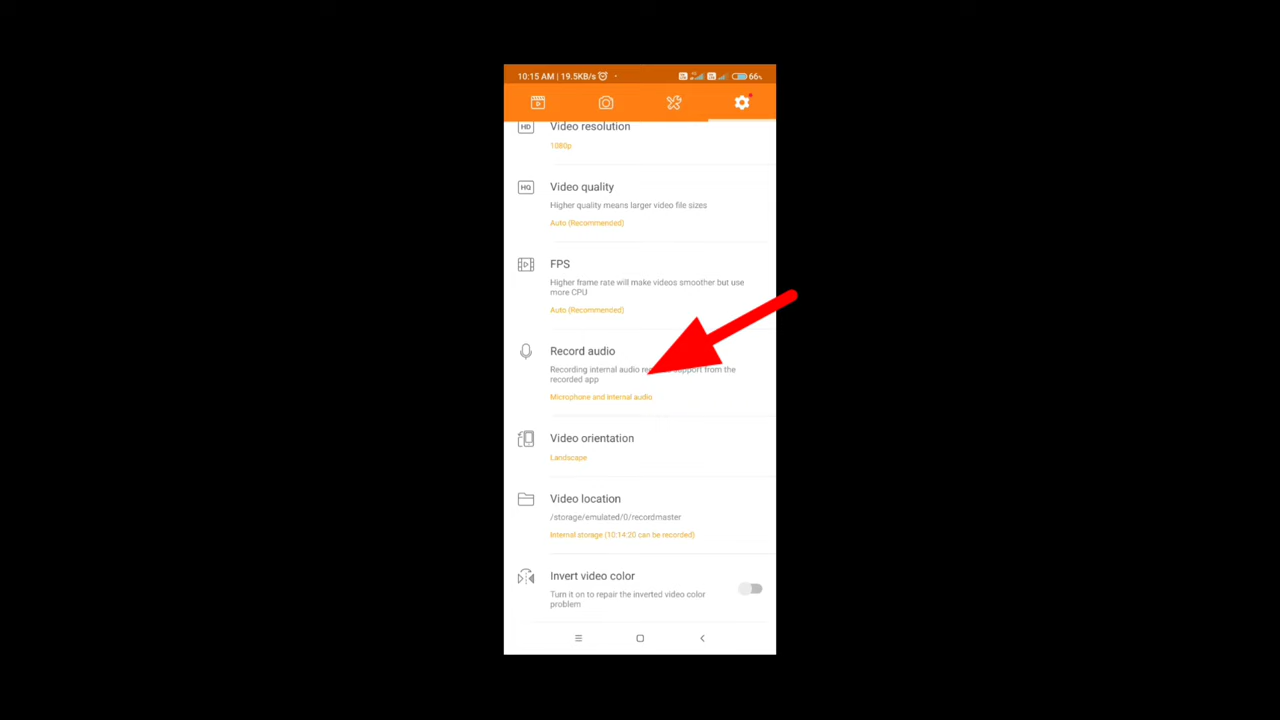 10:15 AM | 19.5KB/s
66%
HD
Video resolution
1080p
HQ
Video quality
Higher quality means larger video file sizes
Auto (Recommended)
FPS
Higher frame rate will make videos smoother but use
more CPU
Auto (Recommended)
Record audio
Recording internal audio support from the
recorded app
Microphone and internal audio
Video orientation
Landscape
Video location
/storage/emulated/0/recordmaster
Internal storage (10:14:20 can be recorded)
Invert video color
Turn it on to repair the inverted video color
problem